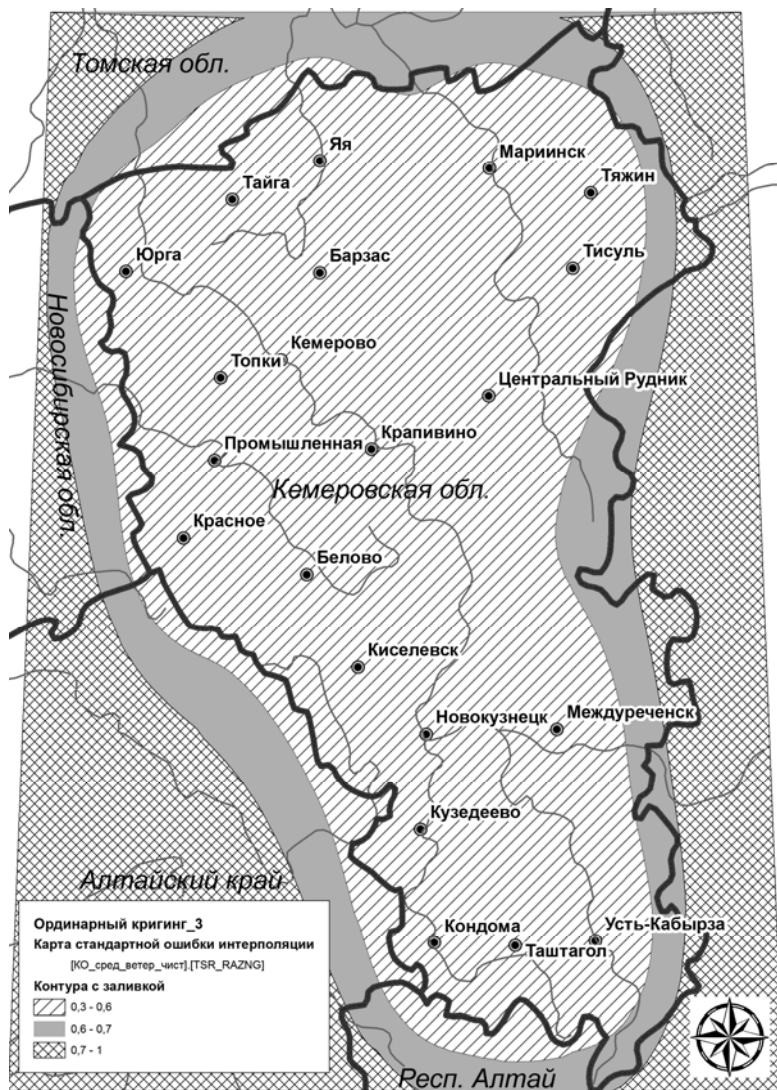 Томская обл.
Яя
Мариинск
Тайга
Тяжин
Юрга
Барзас
Тисуль
Новосибирская обл.
Кемерово
Топки
Центральный Рудник
Промышленная
Крапивино
Кемеровская обл.
Красное
Белово
Киселевск
Новокузнецк
Междуреченск
Кузедеево
Алтайский край
Кондома
Усть-Кабырза
Таштагол
Ординарный кригинг_3
Карта стандартной ошибки интерполяции
[КО_сред_ветер_чист].[TSR_RAZNG]
Контура с заливкой
0,3 - 0,6
0,6 - 0,7
0,7 - 1
Респ. Алтай